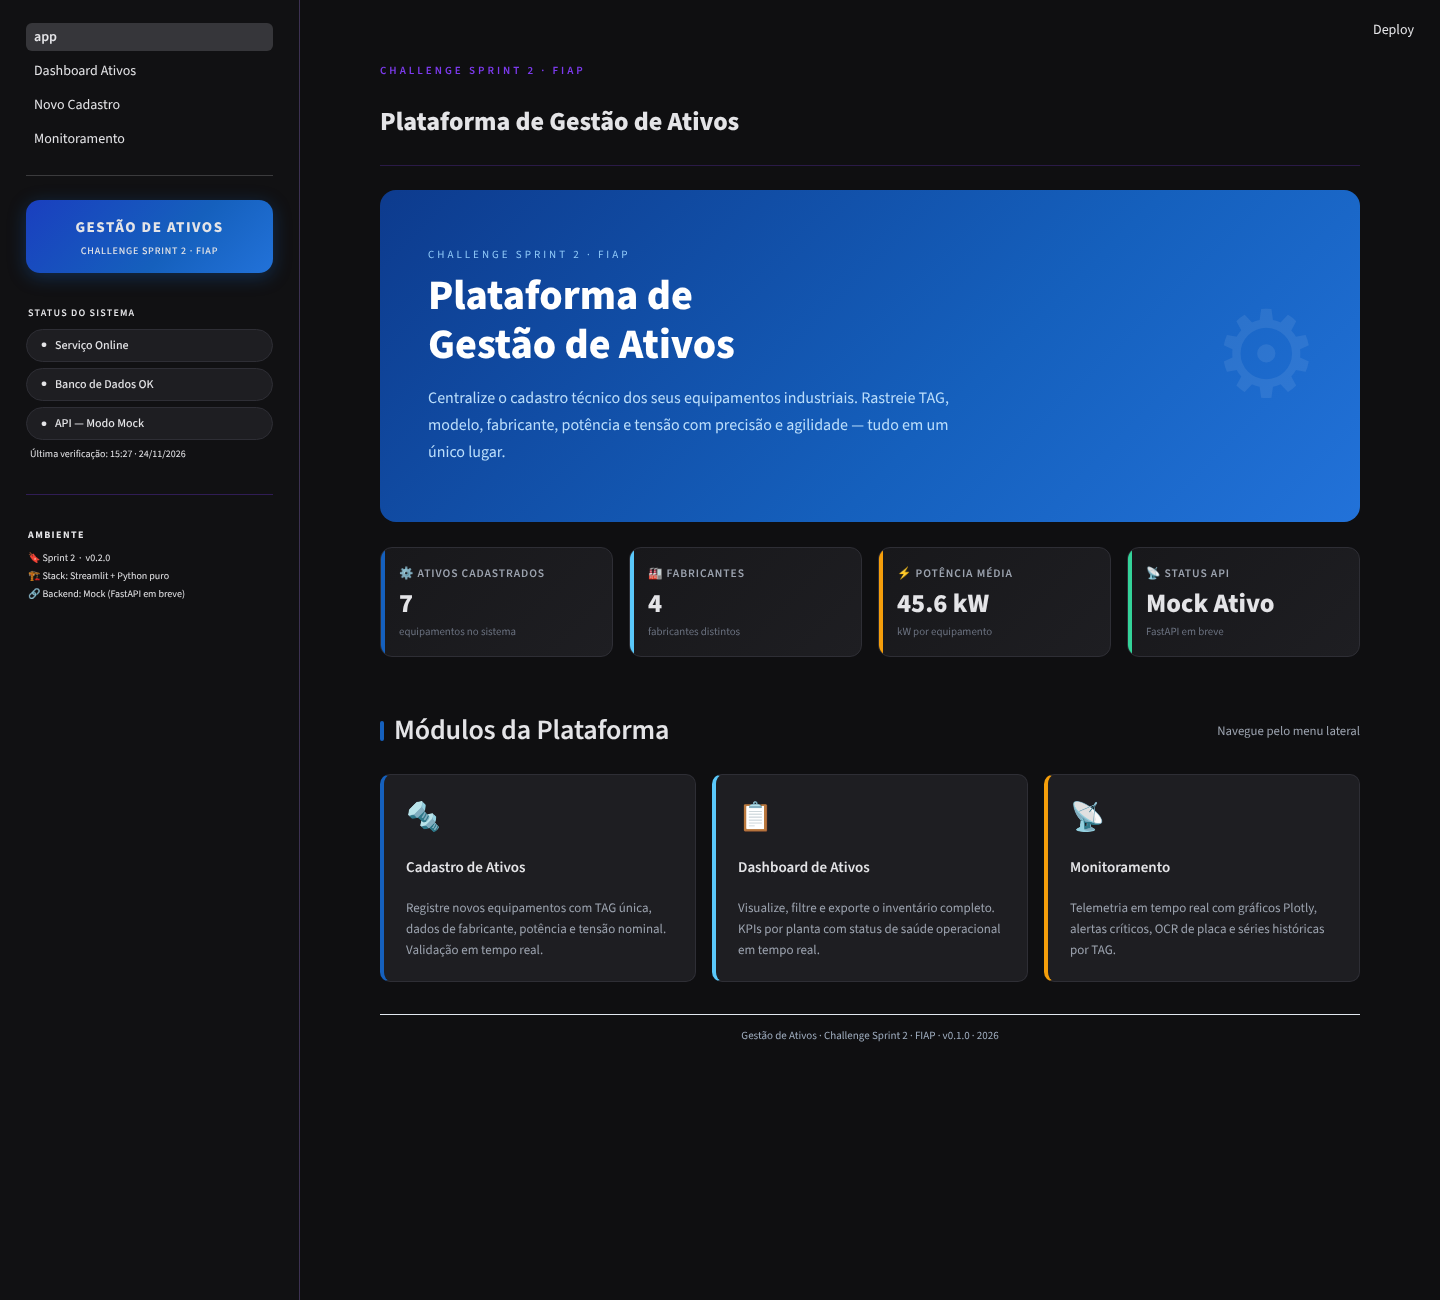 app
Dashboard Ativos
Novo Cadastro
Monitoramento
GESTÃO DE ATIVOS
CHALLENGE SPRINT 2 · FIAP
STATUS DO SISTEMA
Serviço Online
Banco de Dados OK
API — Modo Mock
Última verificação: 15:27 · 24/11/2026
AMBIENTE
🔖 Sprint 2 · v0.2.0
🏗️ Stack: Streamlit + Python puro
🔗 Backend: Mock (FastAPI em breve)
Deploy
CHALLENGE SPRINT 2 · FIAP
Plataforma de Gestão de Ativos
CHALLENGE SPRINT 2 · FIAP
Plataforma de
Gestão de Ativos
Centralize o cadastro técnico dos seus equipamentos industriais. Rastreie TAG,
modelo, fabricante, potência e tensão com precisão e agilidade — tudo em um
único lugar.
⚙️ ATIVOS CADASTRADOS
7
equipamentos no sistema
🏭 FABRICANTES
4
fabricantes distintos
⚡ POTÊNCIA MÉDIA
45.6 kW
kW por equipamento
📡 STATUS API
Mock Ativo
FastAPI em breve
Módulos da Plataforma
Navegue pelo menu lateral
Cadastro de Ativos
Registre novos equipamentos com TAG única,
dados de fabricante, potência e tensão nominal.
Validação em tempo real.
Dashboard de Ativos
Visualize, filtre e exporte o inventário completo.
KPIs por planta com status de saúde operacional
em tempo real.
Monitoramento
Telemetria em tempo real com gráficos Plotly,
alertas críticos, OCR de placa e séries históricas
por TAG.
Gestão de Ativos · Challenge Sprint 2 · FIAP · v0.1.0 · 2026